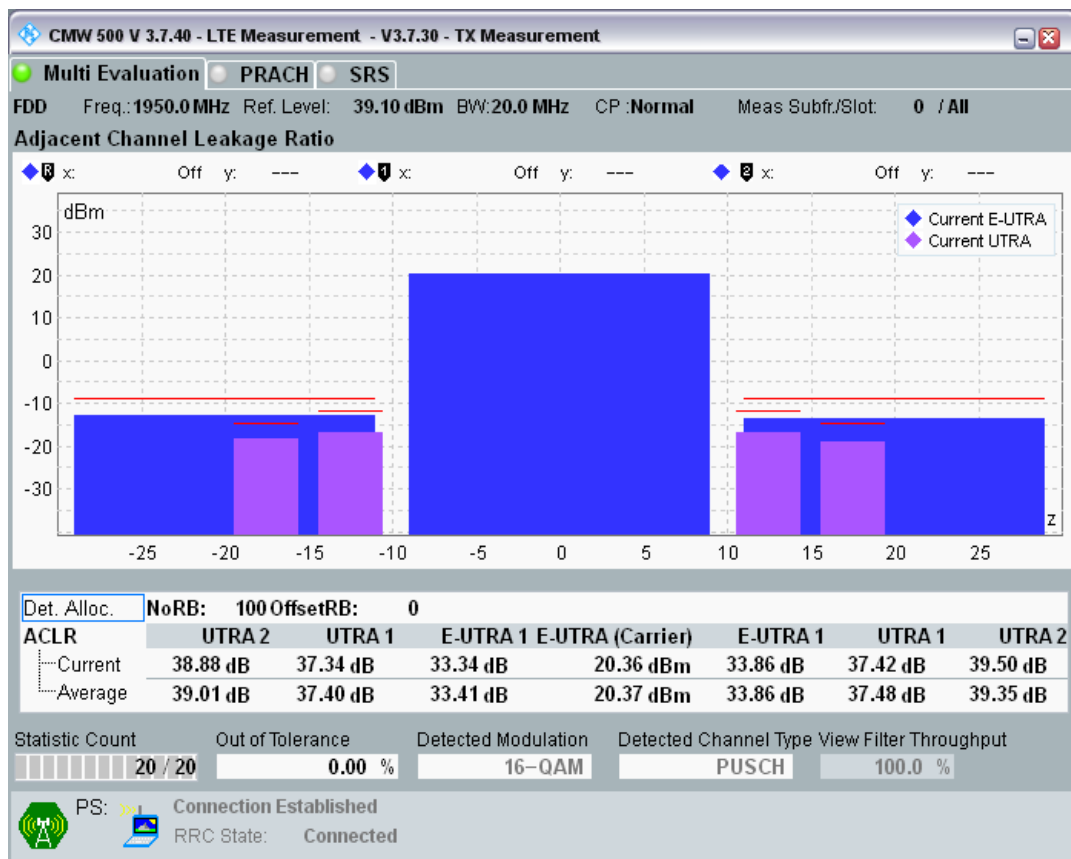 CMW 500 V 3.7.40 - LTE Measurement - V3.7.30 - TX Measurement
Multi Evaluation PRACH SRS
FDD Freq.:1950.0 MHz Ref. Level: 39.10 dBm BW:20.0 MHz CP :Normal Meas Subfr./Slot: 0 / All
Adjacent Channel Leakage Ratio
R x: Off y: --- 1 x: Off y: --- 2 x: Off y: ---
dBm
Current E-UTRA
Current UTRA
30
20
10
0
-10
-20
-30
z
-25 -20 -15 -10 -5 0 5 10 15 20 25
Det. Alloc. NoRB: 100 OffsetRB: 0
ACLR UTRA 2 UTRA 1 E-UTRA 1 E-UTRA (Carrier) E-UTRA 1 UTRA 1 UTRA 2
Current 38.88 dB 37.34 dB 33.34 dB 20.36 dBm 33.86 dB 37.42 dB 39.50 dB
Average 39.01 dB 37.40 dB 33.41 dB 20.37 dBm 33.86 dB 37.48 dB 39.35 dB
Statistic Count Out of Tolerance Detected Modulation Detected Channel Type View Filter Throughput
20 / 20 0.00 % 16-QAM PUSCH 100.0 %
PS: Connection Established
RRC State: Connected